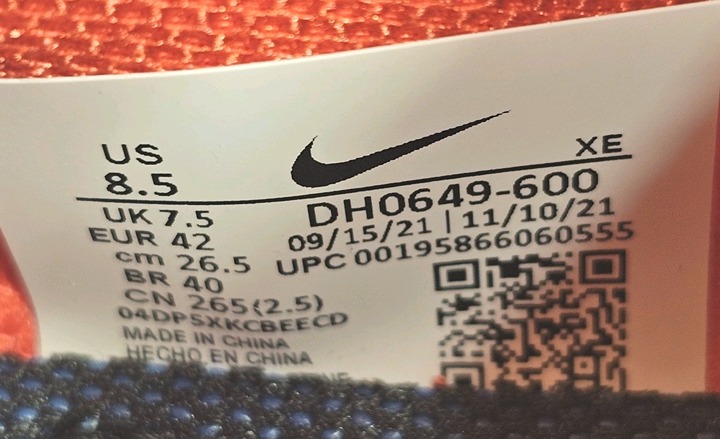 US
8.5
XE
UK 7.5
DH0649-600
EUR 42
09/15/21 | 11/10/21
cm 26.5
UPC 00195866060555
BR 40
CN 265(2.5)
04DPSXKCBEECD
MADE IN CHINA
HECHO EN CHINA